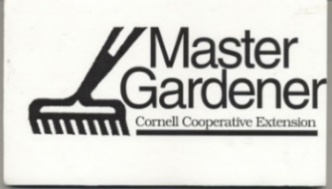 Master
Gardener
Cornell Cooperative Extension